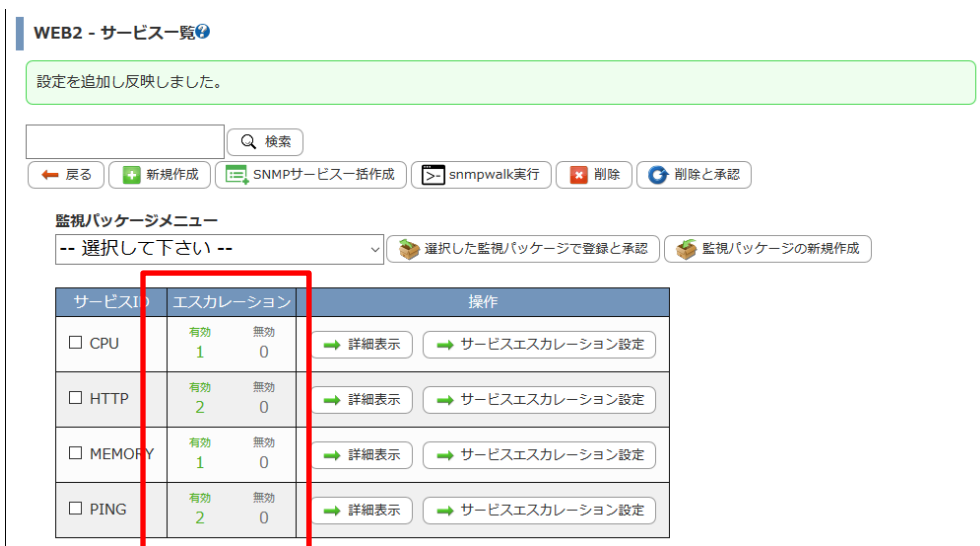 WEB2 - サービス一覧?
設定を追加し反映しました。
検索
戻る 新規作成 SNMPサービス一括作成 snmpwalk実行 削除 削除と承認
監視パッケージメニュー
-- 選択して下さい -- 選択した監視パッケージで登録と承認 監視パッケージの新規作成
サービスID エスカレーション 操作
有効 無効
CPU 1 0 詳細表示 サービスエスカレーション設定
有効 無効
HTTP 2 0 詳細表示 サービスエスカレーション設定
有効 無効
MEMORY 1 0 詳細表示 サービスエスカレーション設定
有効 無効
PING 2 0 詳細表示 サービスエスカレーション設定